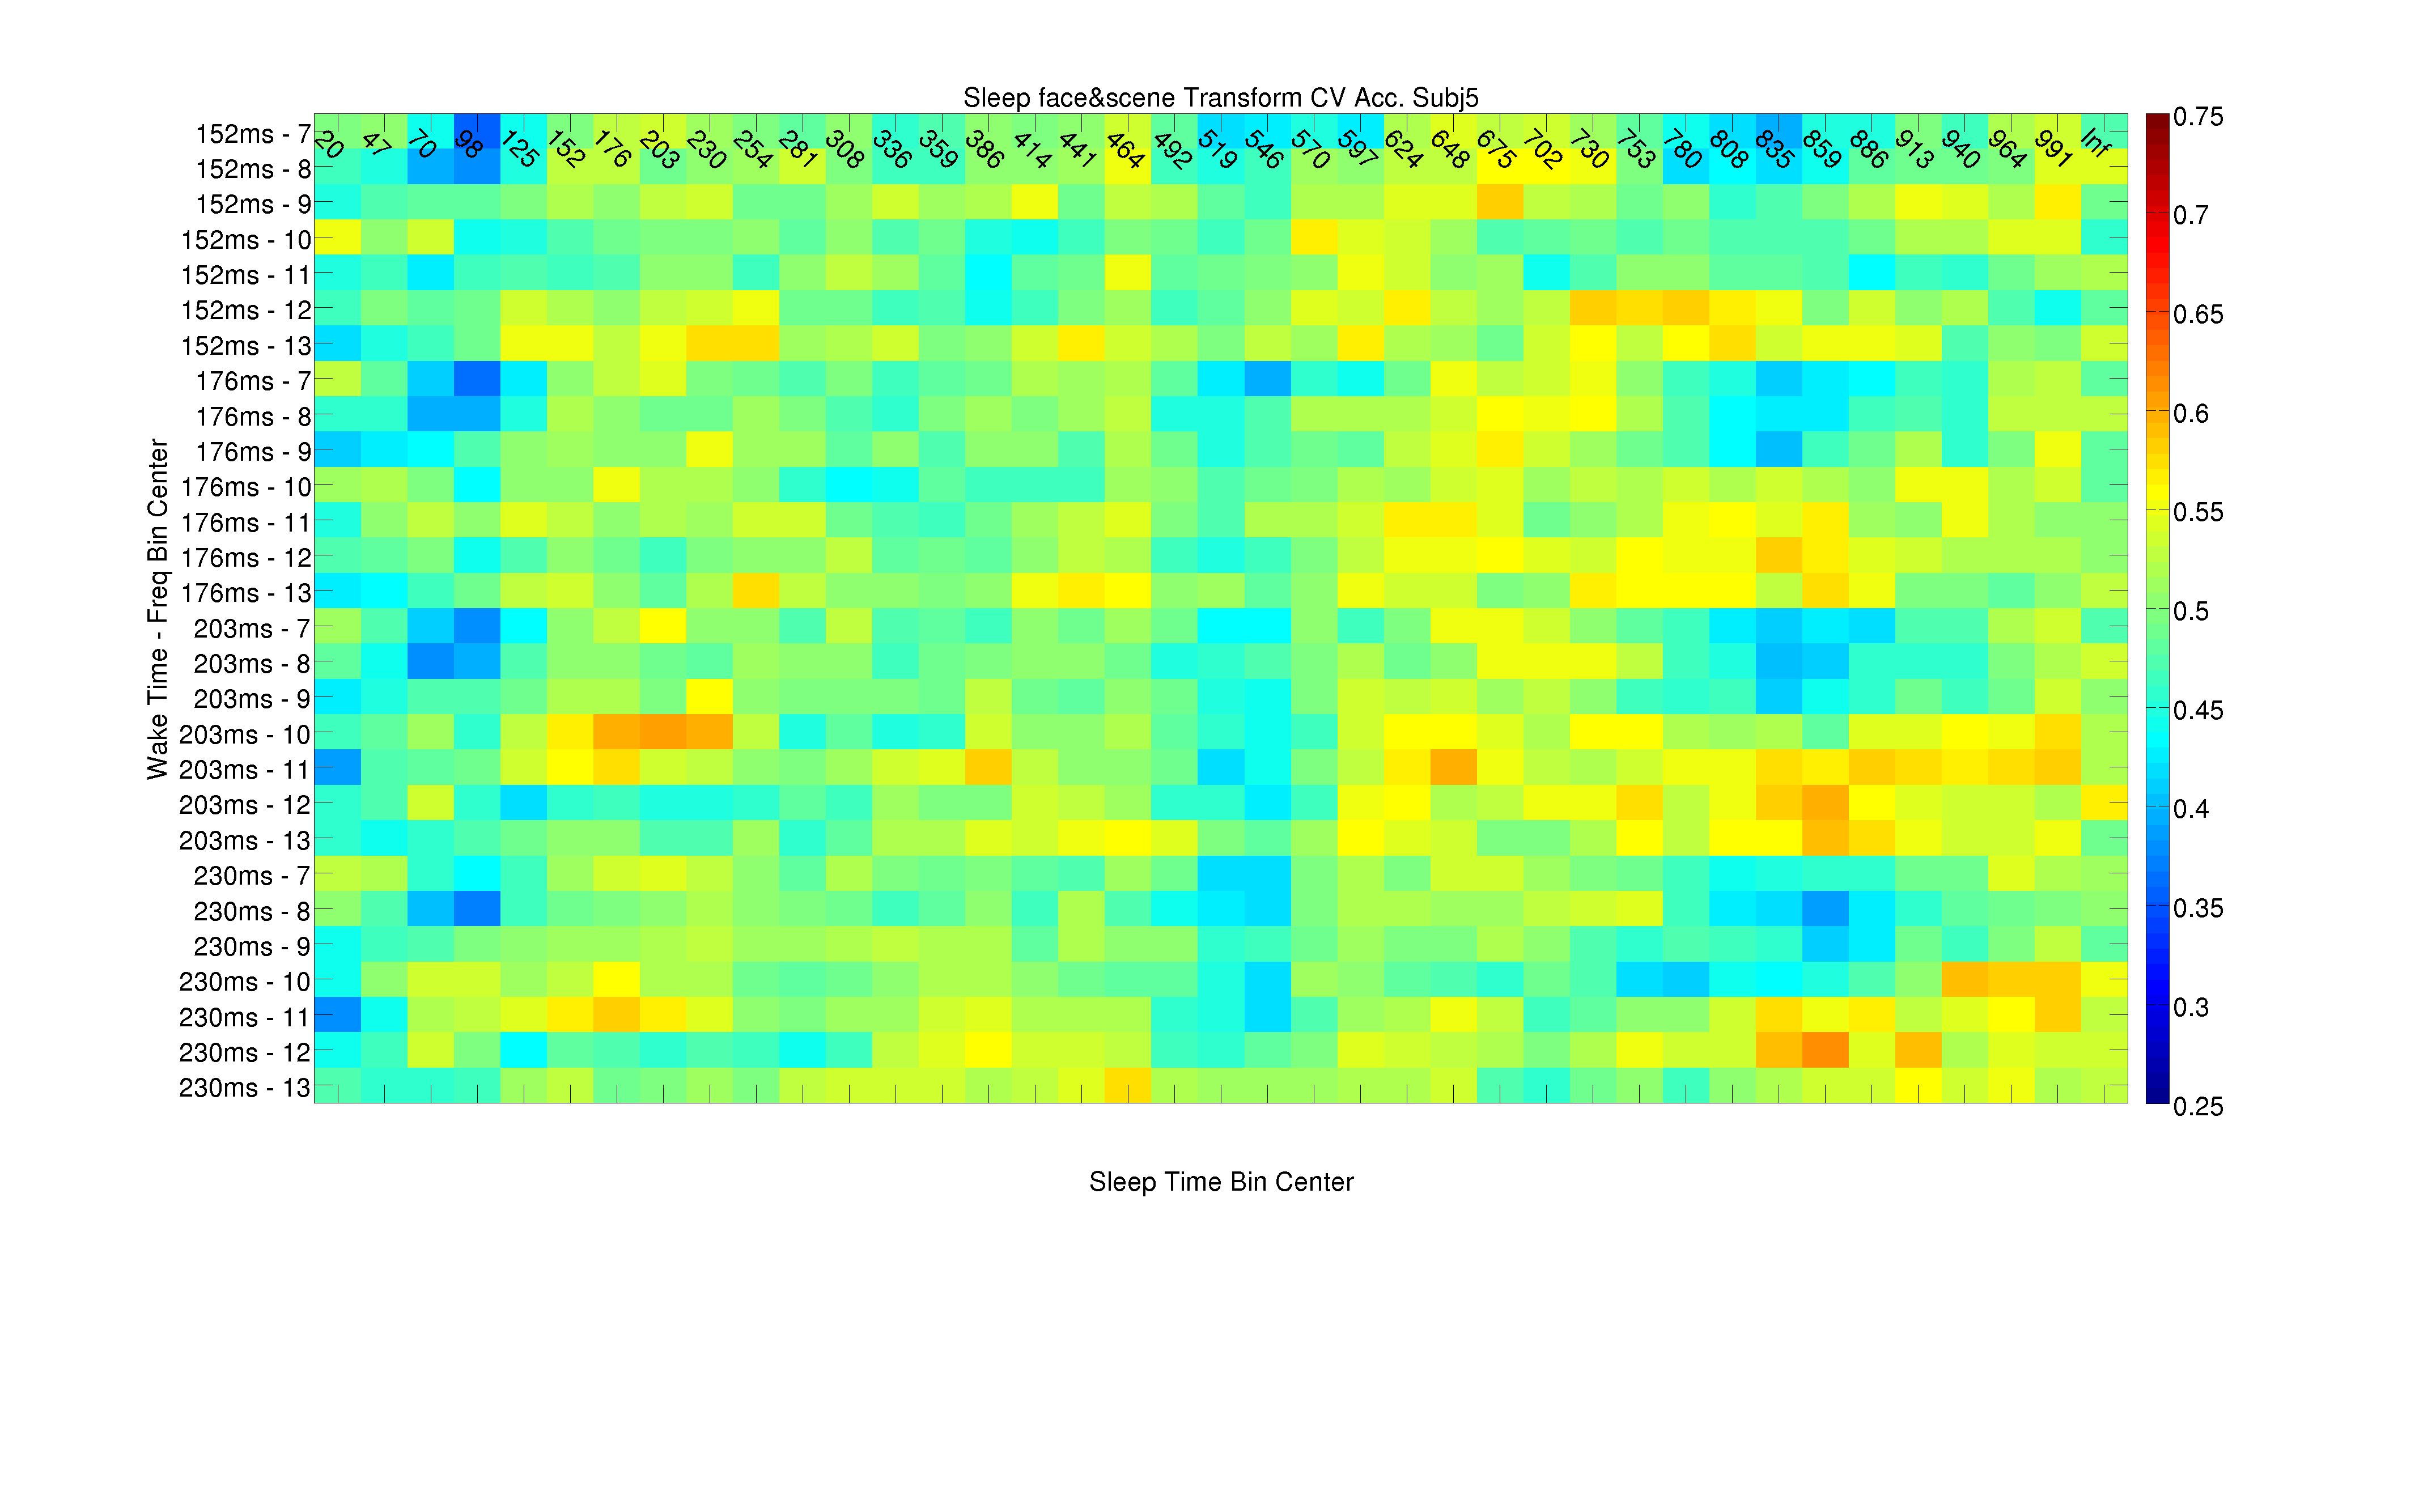 Sleep face&scene Transform CV Acc. Subj5
Wake Time - Freq Bin Center
152ms - 7
152ms - 8
152ms - 9
152ms - 10
152ms - 11
152ms - 12
152ms - 13
176ms - 7
176ms - 8
176ms - 9
176ms - 10
176ms - 11
176ms - 12
176ms - 13
203ms - 7
203ms - 8
203ms - 9
203ms - 10
203ms - 11
203ms - 12
203ms - 13
230ms - 7
230ms - 8
230ms - 9
230ms - 10
230ms - 11
230ms - 12
230ms - 13
20 47 70 98 125 152 176 203 230 254 281 308 336 359 386 414 441 464 492 519 546 570 597 624 648 675 702 730 753 780 808 835 859 886 913 940 964 991 Inf
0.75
0.7
0.65
0.6
0.55
0.5
0.45
0.4
0.35
0.3
0.25
Sleep Time Bin Center